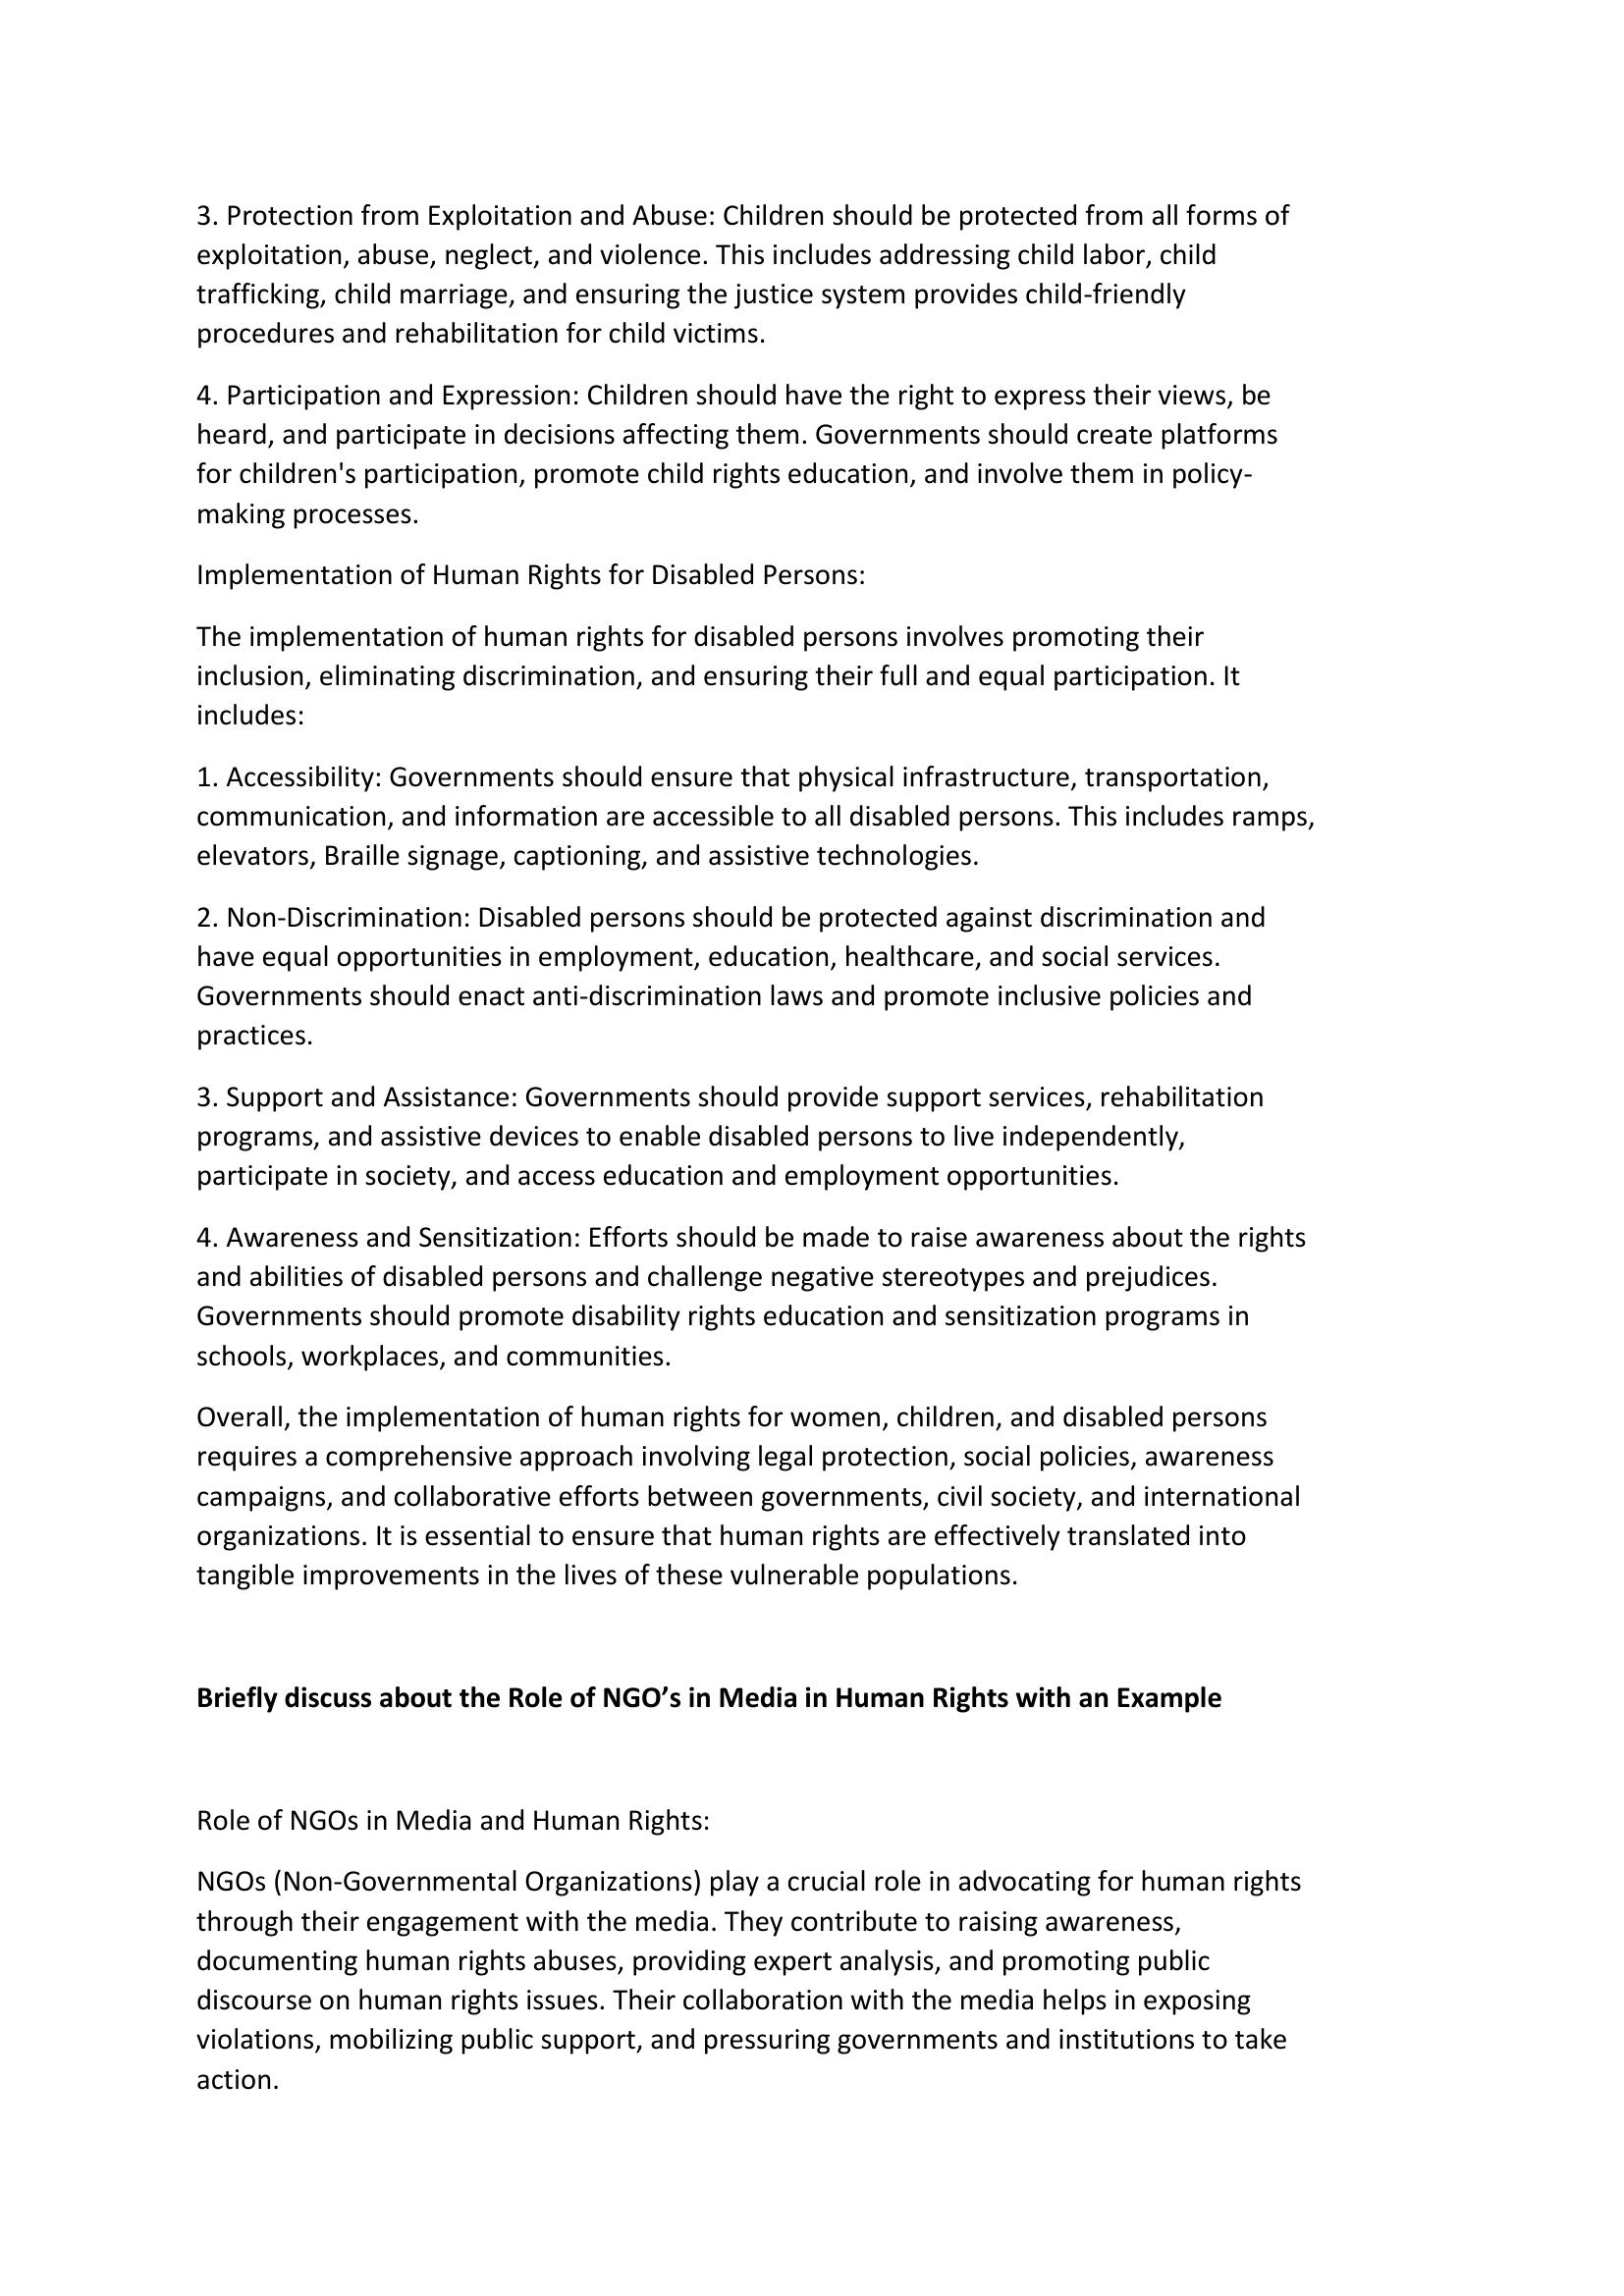 3. Protection from Exploitation and Abuse: Children should be protected from all forms of
exploitation, abuse, neglect, and violence. This includes addressing child labor, child
trafficking, child marriage, and ensuring the justice system provides child-friendly
procedures and rehabilitation for child victims.
4. Participation and Expression: Children should have the right to express their views, be
heard, and participate in decisions affecting them. Governments should create platforms
for children's participation, promote child rights education, and involve them in policy-
making processes.
Implementation of Human Rights for Disabled Persons:
The implementation of human rights for disabled persons involves promoting their
inclusion, eliminating discrimination, and ensuring their full and equal participation. It
includes:
1. Accessibility: Governments should ensure that physical infrastructure, transportation,
communication, and information are accessible to all disabled persons. This includes ramps,
elevators, Braille signage, captioning, and assistive technologies.
2. Non-Discrimination: Disabled persons should be protected against discrimination and
have equal opportunities in employment, education, healthcare, and social services.
Governments should enact anti-discrimination laws and promote inclusive policies and
practices.
3. Support and Assistance: Governments should provide support services, rehabilitation
programs, and assistive devices to enable disabled persons to live independently,
participate in society, and access education and employment opportunities.
4. Awareness and Sensitization: Efforts should be made to raise awareness about the rights
and abilities of disabled persons and challenge negative stereotypes and prejudices.
Governments should promote disability rights education and sensitization programs in
schools, workplaces, and communities.
Overall, the implementation of human rights for women, children, and disabled persons
requires a comprehensive approach involving legal protection, social policies, awareness
campaigns, and collaborative efforts between governments, civil society, and international
organizations. It is essential to ensure that human rights are effectively translated into
tangible improvements in the lives of these vulnerable populations.
Briefly discuss about the Role of NGO’s in Media in Human Rights with an Example
Role of NGOs in Media and Human Rights:
NGOs (Non-Governmental Organizations) play a crucial role in advocating for human rights
through their engagement with the media. They contribute to raising awareness,
documenting human rights abuses, providing expert analysis, and promoting public
discourse on human rights issues. Their collaboration with the media helps in exposing
violations, mobilizing public support, and pressuring governments and institutions to take
action.